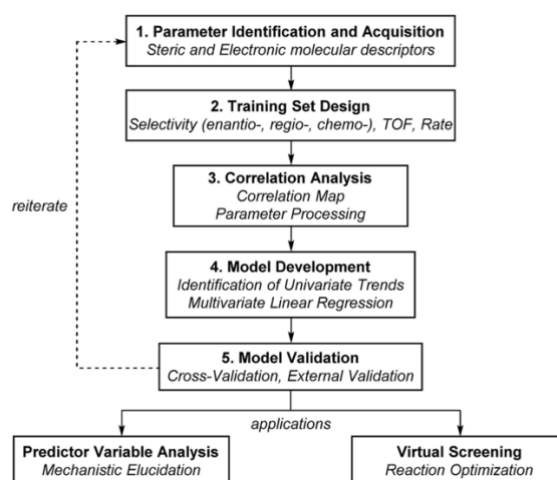 1. Parameter Identification and Acquisition
Steric and Electronic molecular descriptors
2. Training Set Design
Selectivity (enantio-, regio-, chemo-), TOF, Rate
3. Correlation Analysis
Correlation Map
Parameter Processing
reiterate
4. Model Development
Identification of Univariate Trends
Multivariate Linear Regression
5. Model Validation
Cross-Validation, External Validation
applications
Predictor Variable Analysis
Mechanistic Elucidation
Virtual Screening
Reaction Optimization